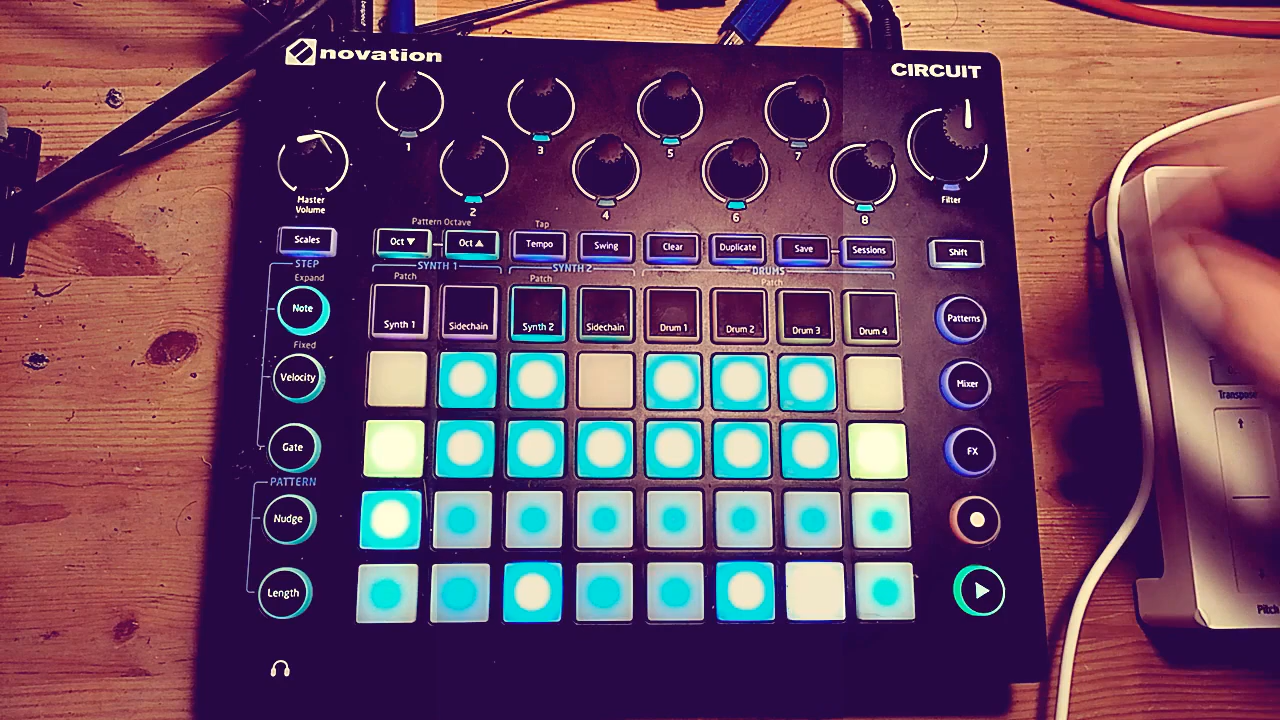 novation
CIRCUIT
1
3
5
7
2
4
6
8
Master
Volume
Filter
Pattern Octave
Tap
Scales
Oct ▼
Oct ▲
Tempo
Swing
Clear
Duplicate
Save
Sessions
Shift
STEP
SYNTH 1
SYNTH 2
DRUMS
Expand
Patch
Patch
Patch
Note
Synth 1
Sidechain
Synth 2
Sidechain
Drum 1
Drum 2
Drum 3
Drum 4
Patterns
Fixed
Velocity
Mixer
Transpose
Gate
FX
PATTERN
Nudge
Length
Pitch